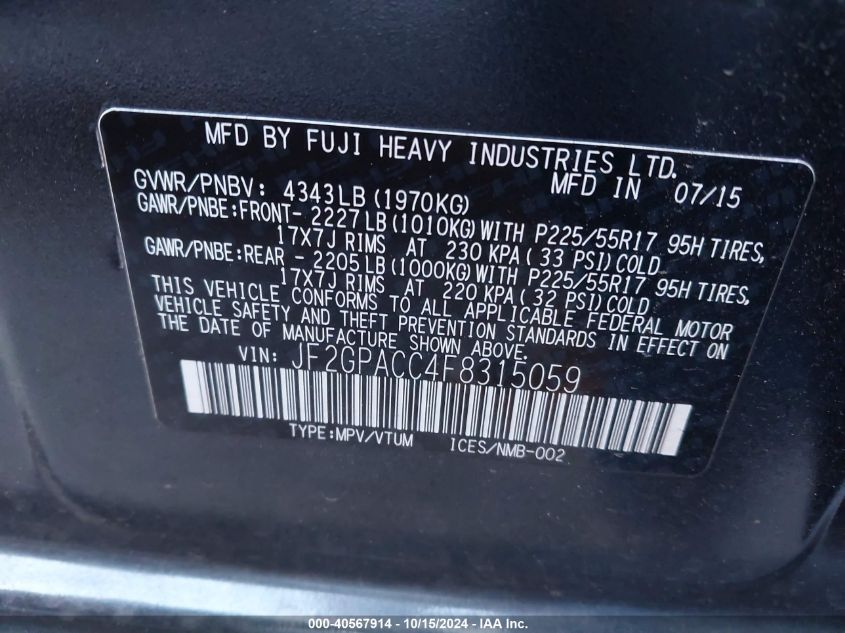 MFD BY FUJI HEAVY INDUSTRIES LTD.
MFD IN 07/15
GVWR/PNBV: 4343LB(1970KG)
GAWR/PNBE:FRONT- 2227LB(1010KG)WITH P225/55R17 95H TIRES,
17X7J RIMS AT 230 KPA( 33 PSI)COLD
GAWR/PNBE:REAR - 2205LB(1000KG)WITH P225/55R17 95H TIRES,
17X7J RIMS AT 220 KPA( 32 PSI)COLD
THIS VEHICLE CONFORMS TO ALL APPLICABLE FEDERAL MOTOR
VEHICLE SAFETY AND THEFT PREVENTION STANDARDS IN EFFECT ON
THE DATE OF MANUFACTURE SHOWN ABOVE.
VIN: JF2GPACC4F8315059
TYPE:MPV/VTUM ICES/NMB-002
000-40567914 - 10/15/2024 - IAA Inc.